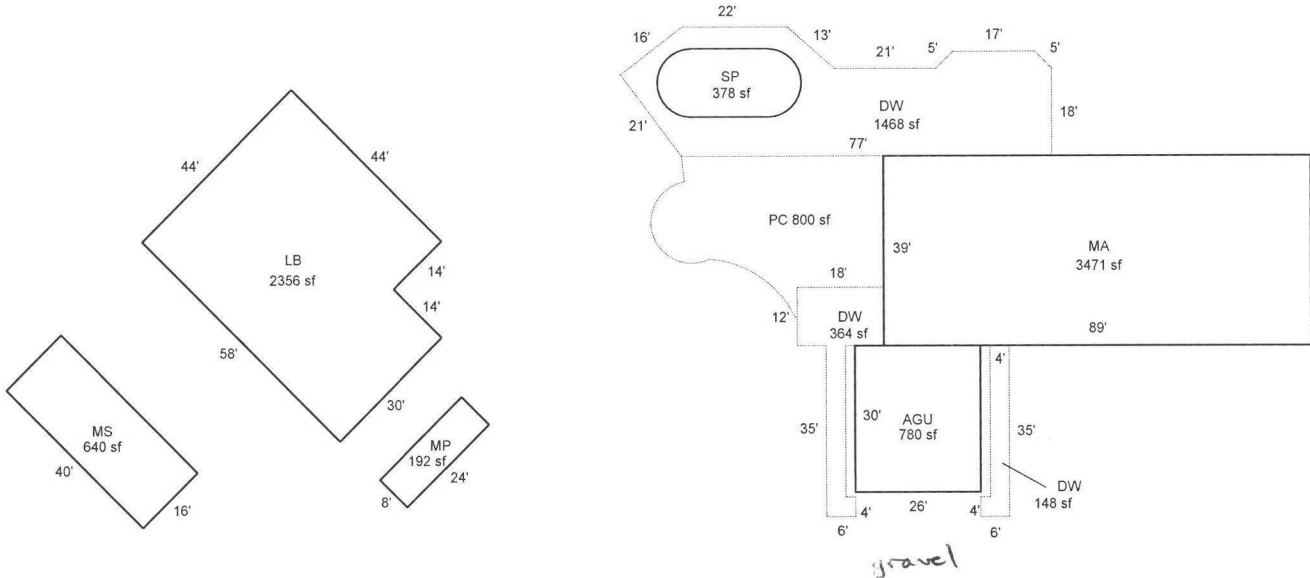 22'
16'
13'
21'
5'
17'
5'
SP
378 sf
DW
1468 sf
18'
21'
77'
44'
44'
PC 800 sf
39'
MA
3471 sf
LB
2356 sf
14'
14'
18'
12'
DW
364 sf
89'
58'
4'
30'
30'
AGU
780 sf
35'
35'
MS
640 sf
MP
192 sf
40'
24'
16'
8'
DW
148 sf
4'
26'
4'
6'
6'
gravel